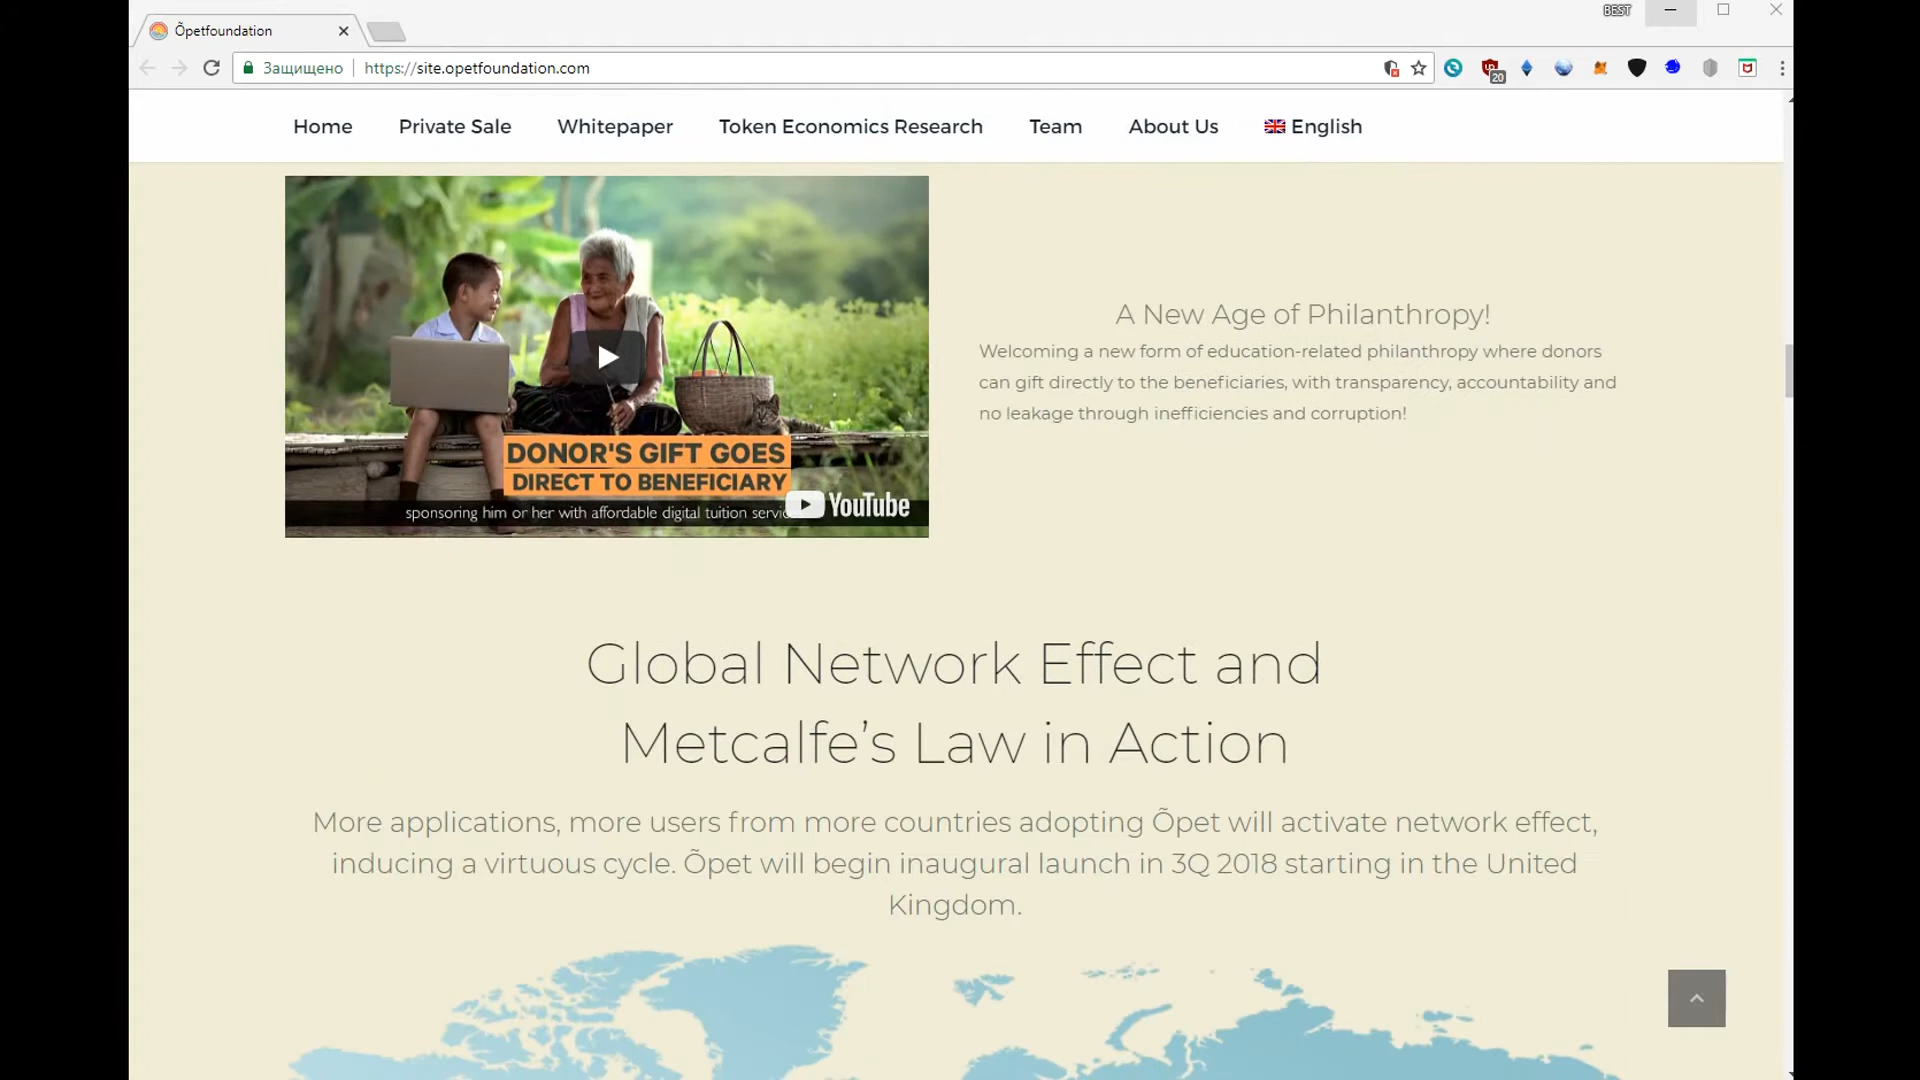 BEST
Õpetfoundation
Защищено
https://site.opetfoundation.com
20
Home
Private Sale
Whitepaper
Token Economics Research
Team
About Us
English
DONOR'S GIFT GOES
DIRECT TO BENEFICIARY
sponsoring him or her with affordable digital tuition
YouTube
A New Age of Philanthropy!
Welcoming a new form of education-related philanthropy where donors
can gift directly to the beneficiaries, with transparency, accountability and
no leakage through inefficiencies and corruption!
Global Network Effect and
Metcalfe’s Law in Action
More applications, more users from more countries adopting Õpet will activate network effect,
inducing a virtuous cycle. Õpet will begin inaugural launch in 3Q 2018 starting in the United
Kingdom.